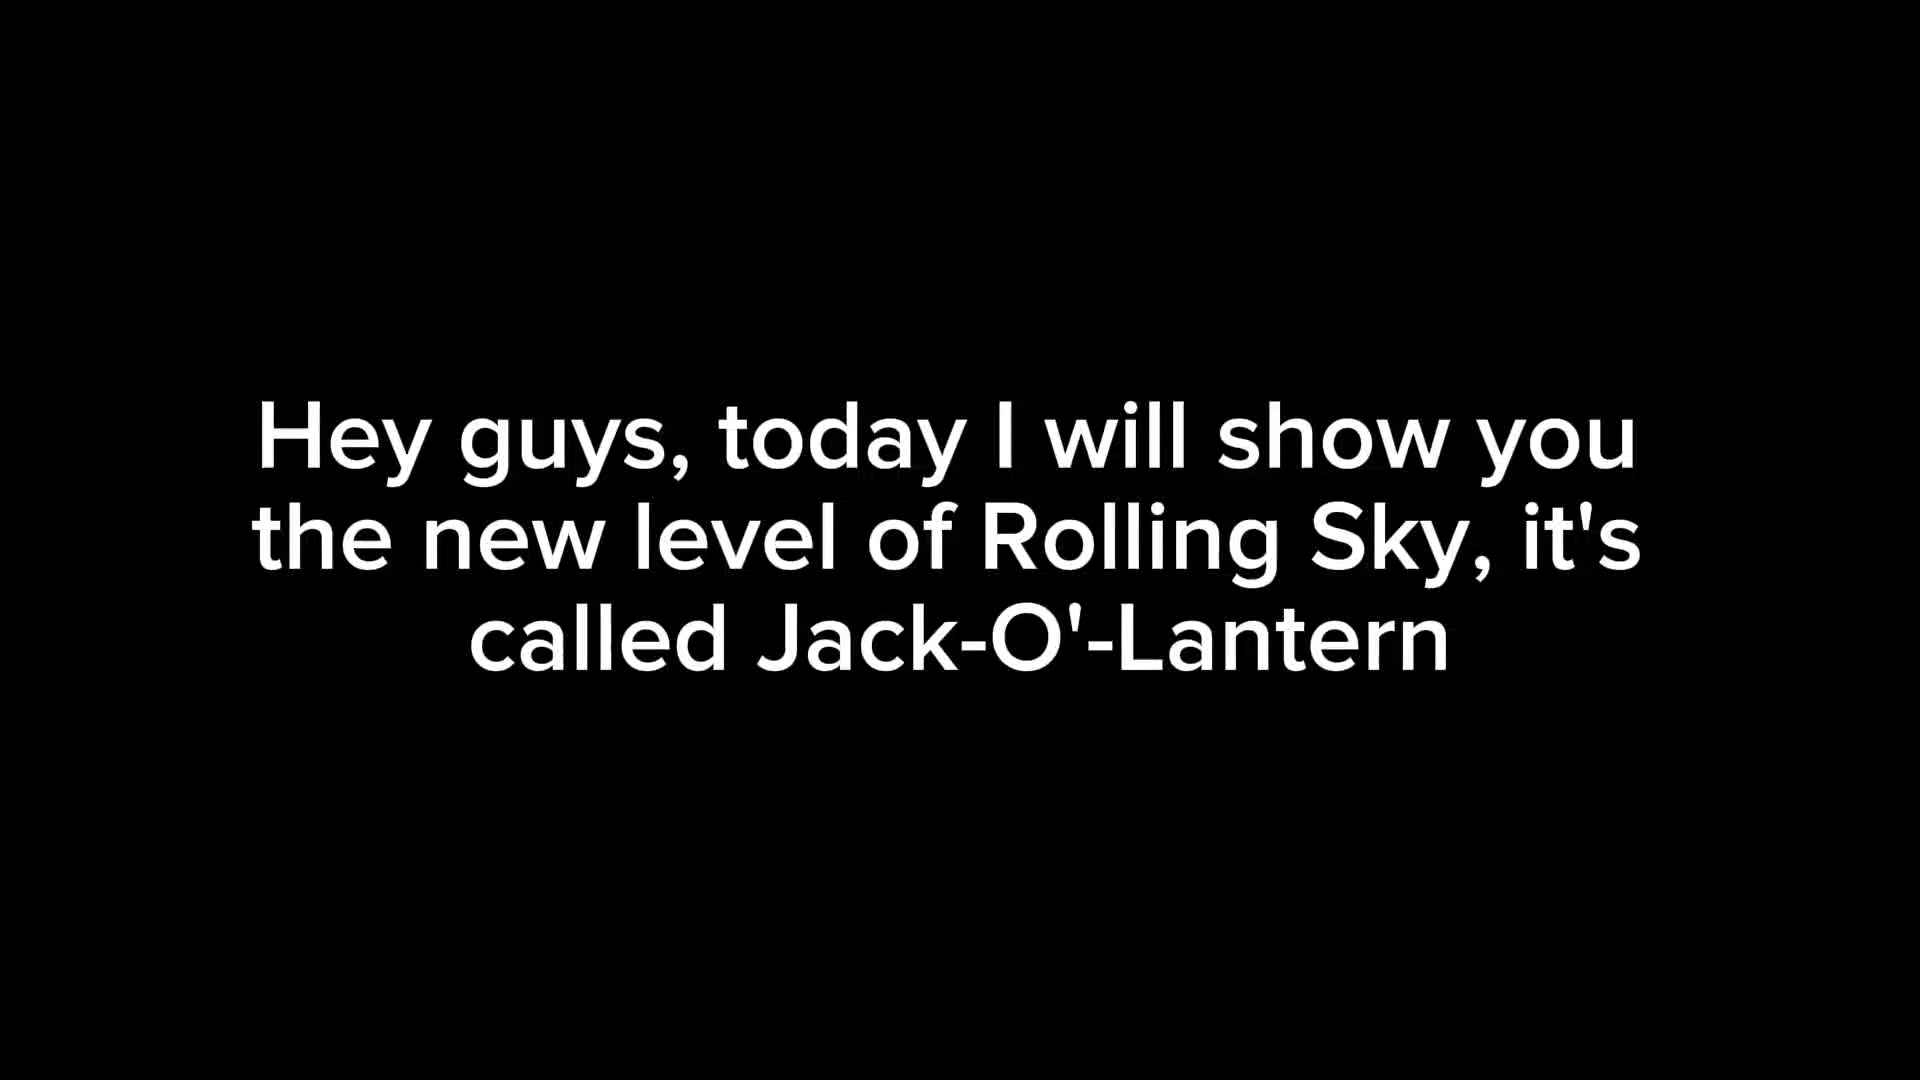 Hey guys, today I will show you
the new level of Rolling Sky, it's
called Jack-O'-Lantern